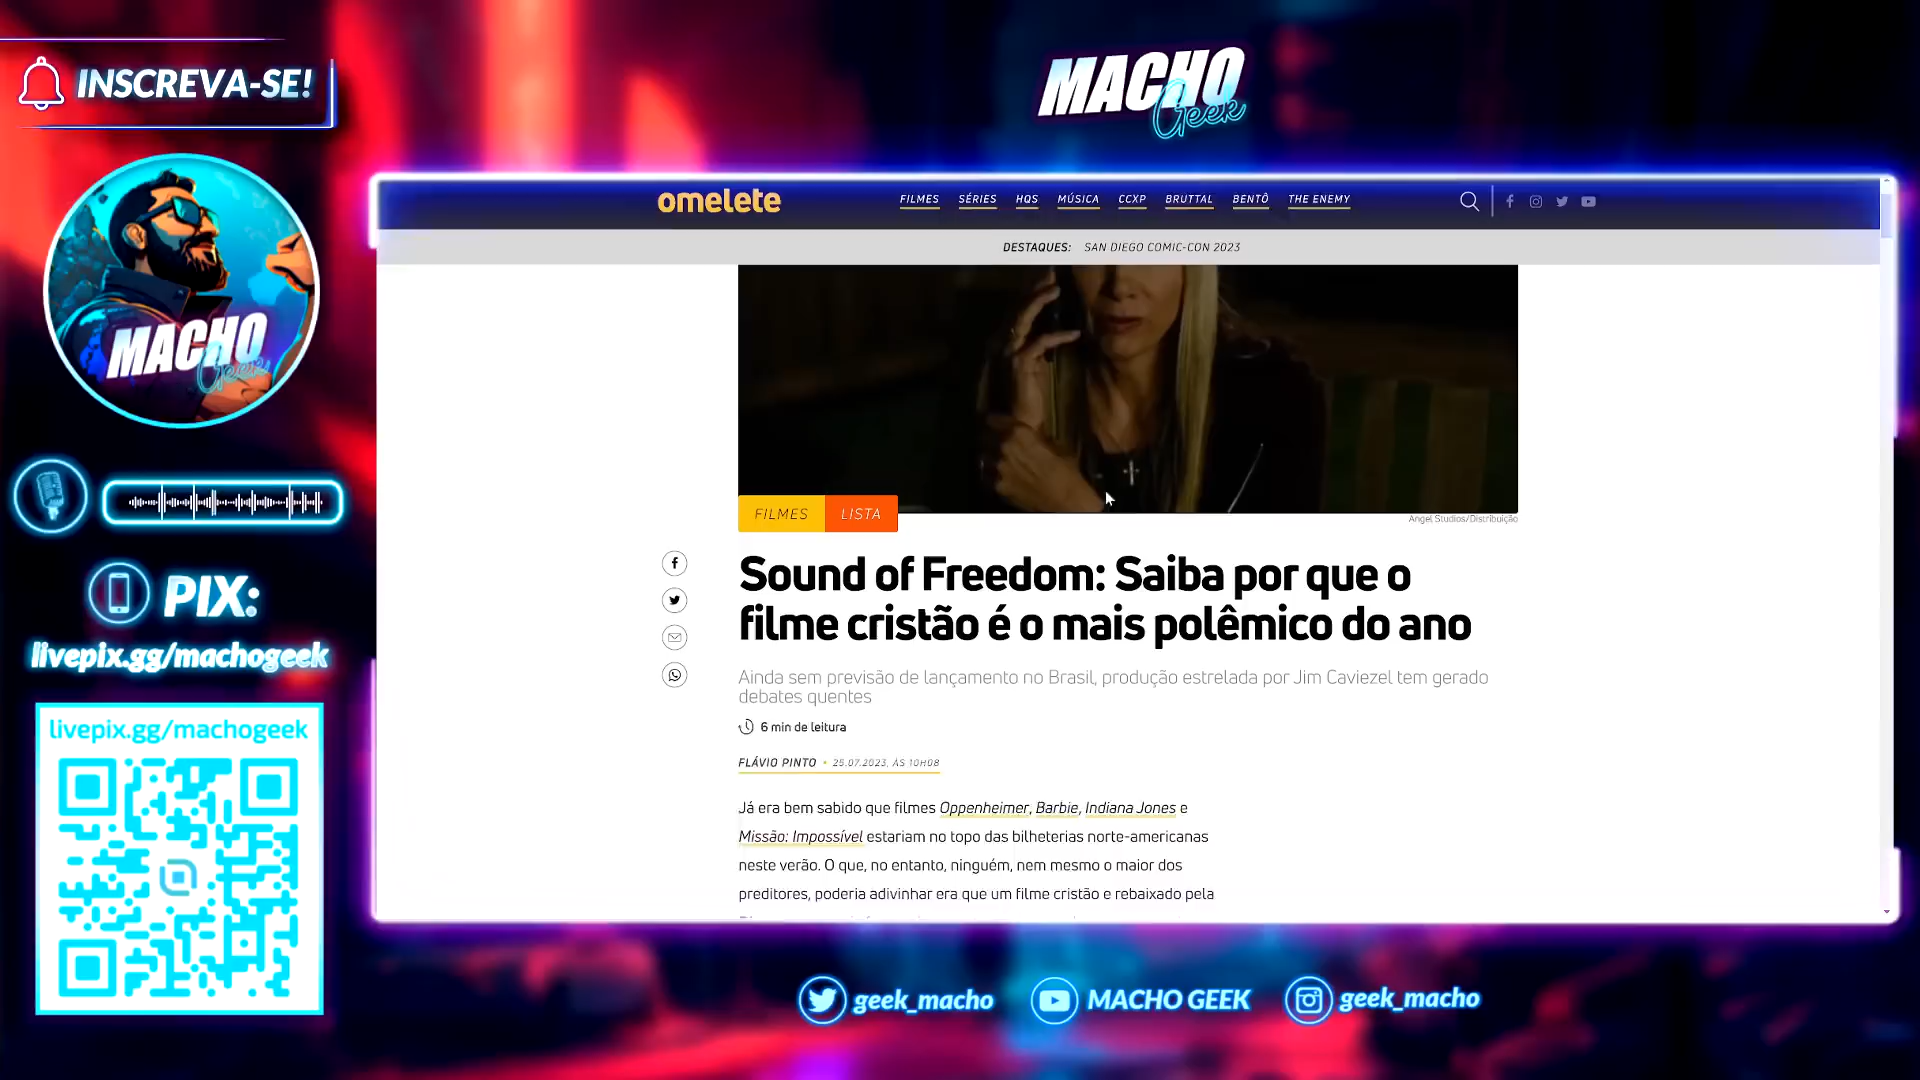 INSCREVA-SE!
MACHO
Geek
MACHO
Geek
PIX:
livepix.gg/machogeek
livepix.gg/machogeek
omelete
FILMES SÉRIES HQS MÚSICA CCXP BRUTTAL BENTÔ THE ENEMY
DESTAQUES: SAN DIEGO COMIC-CON 2023
FILMES LISTA
Angel Studios/Distribuição
Sound of Freedom: Saiba por que o
filme cristão é o mais polêmico do ano
Ainda sem previsão de lançamento no Brasil, produção estrelada por Jim Caviezel tem gerado
debates quentes
6 min de leitura
FLÁVIO PINTO • 25.07.2023, ÀS 10H08
Já era bem sabido que filmes Oppenheimer, Barbie, Indiana Jones e
Missão: Impossível estariam no topo das bilheterias norte-americanas
neste verão. O que, no entanto, ninguém, nem mesmo o maior dos
preditores, poderia adivinhar era que um filme cristão e rebaixado pela
geek_macho MACHO GEEK geek_macho